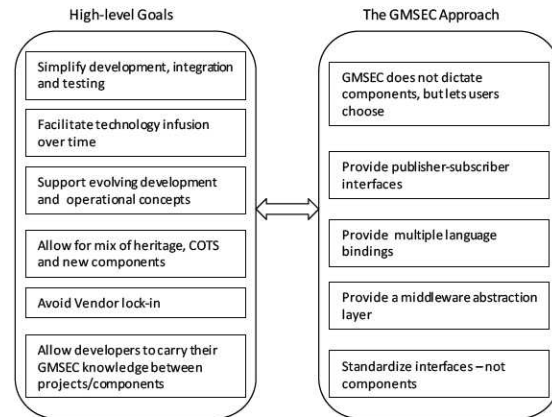 High-level Goals
Simplify development, integration
and testing
Facilitate technology infusion
over time
Support evolving development
and operational concepts
Allow for mix of heritage, COTS
and new components
Avoid Vendor lock-in
Allow developers to carry their
GMSEC knowledge between
projects/components
The GMSEC Approach
GMSEC does not dictate
components, but lets users
choose
Provide publisher-subscriber
interfaces
Provide multiple language
bindings
Provide a middleware abstraction
layer
Standardize interfaces – not
components